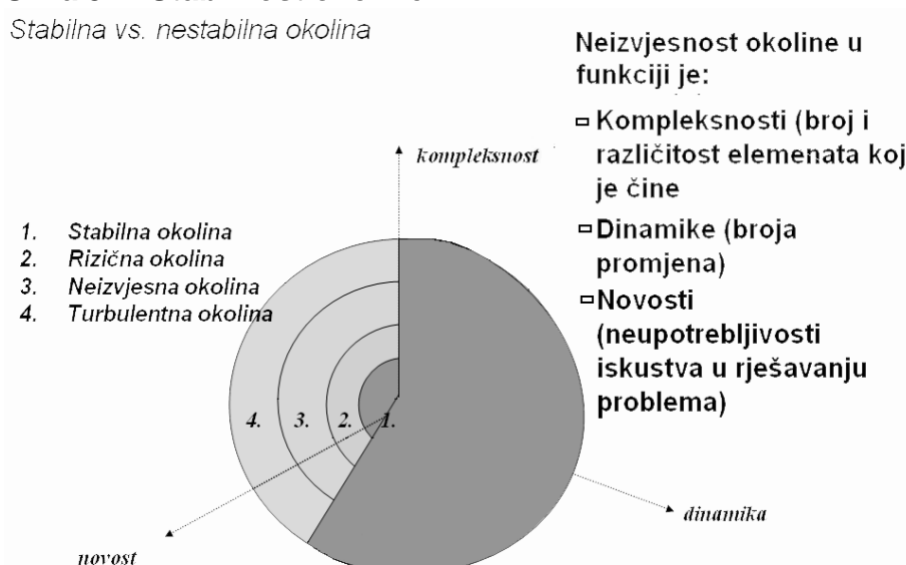 Stabilna vs. nestabilna okolina
Neizvjesnost okoline u
funkciji je:
Kompleksnosti (broj i
različitost elemenata koj
je čine
Dinamike (broja
promjena)
Novosti
(neupotrebljivosti
iskustva u rješavanju
problema)
kompleksnost
1. Stabilna okolina
2. Rizična okolina
3. Neizvjesna okolina
4. Turbulentna okolina
4. 3. 2. 1.
dinamika
novost